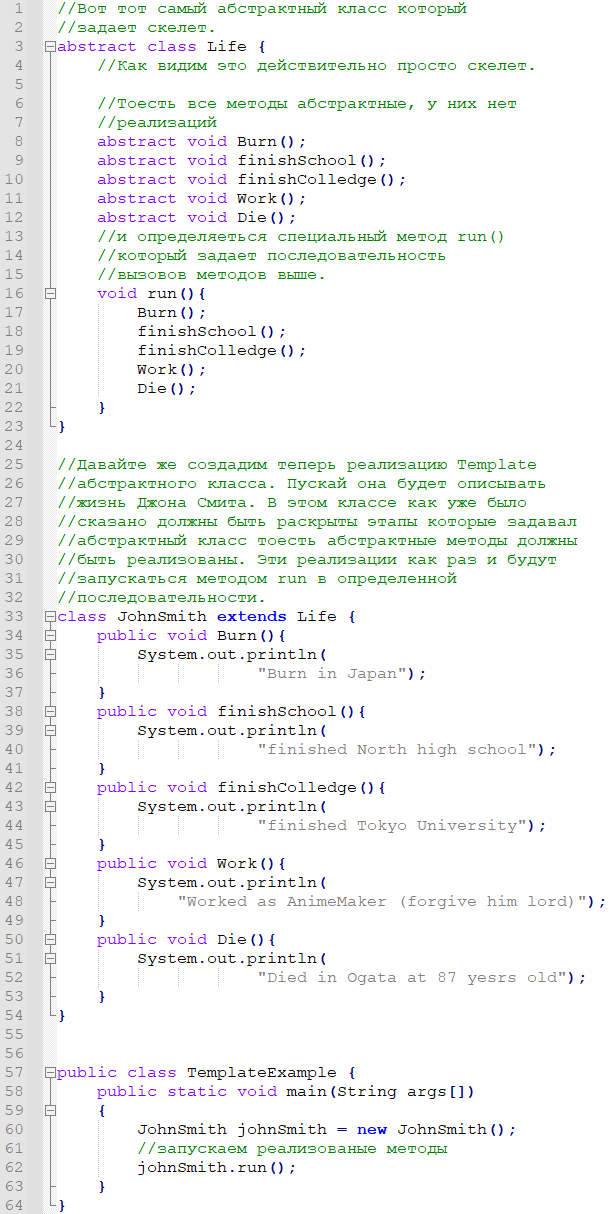 1 //Вот тот самый абстрактный класс который
2 //задает скелет.
3 abstract class Life {
4 //Как видим это действительно просто скелет.
5
6 //Тоесть все методы абстрактные, у них нет
7 //реализаций
8 abstract void Burn();
9 abstract void finishSchool();
10 abstract void finishColledge();
11 abstract void Work();
12 abstract void Die();
13 //и определяеться специальный метод run()
14 //который задает последовательность
15 //вызовов методов выше.
16 void run(){
17 Burn();
18 finishSchool();
19 finishColledge();
20 Work();
21 Die();
22 }
23 }
24
25 //Давайте же создадим теперь реализацию Template
26 //абстрактного класса. Пускай она будет описывать
27 //жизнь Джона Смита. В этом классе как уже было
28 //сказано должны быть раскрыты этапы которые задавал
29 //абстрактный класс тоесть абстрактные методы должны
30 //быть реализованы. Эти реализации как раз и будут
31 //запускаться методом run в определенной
32 //последовательности.
33 class JohnSmith extends Life {
34 public void Burn(){
35 System.out.println(
36 "Burn in Japan");
37 }
38 public void finishSchool(){
39 System.out.println(
40 "finished North high school");
41 }
42 public void finishColledge(){
43 System.out.println(
44 "finished Tokyo University");
45 }
46 public void Work(){
47 System.out.println(
48 "Worked as AnimeMaker (forgive him lord)");
49 }
50 public void Die(){
51 System.out.println(
52 "Died in Ogata at 87 yesrs old");
53 }
54 }
55
56
57 public class TemplateExample {
58 public static void main(String args[])
59 {
60 JohnSmith johnSmith = new JohnSmith();
61 //запускаем реализованые методы
62 johnSmith.run();
63 }
64 }